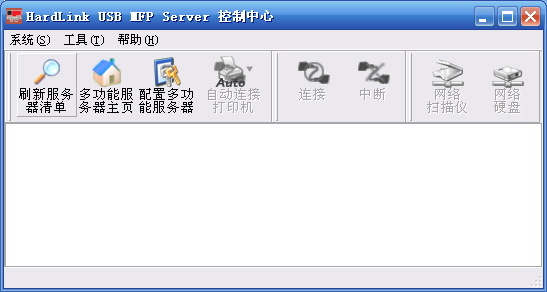 HardLink USB MFP Server 控制中心
系统(S) 工具(T) 帮助(H)
刷新服务器清单
多功能服务器主页
配置多功能服务器
Auto
自动连接打印机
连接
中断
网络扫描仪
网络硬盘